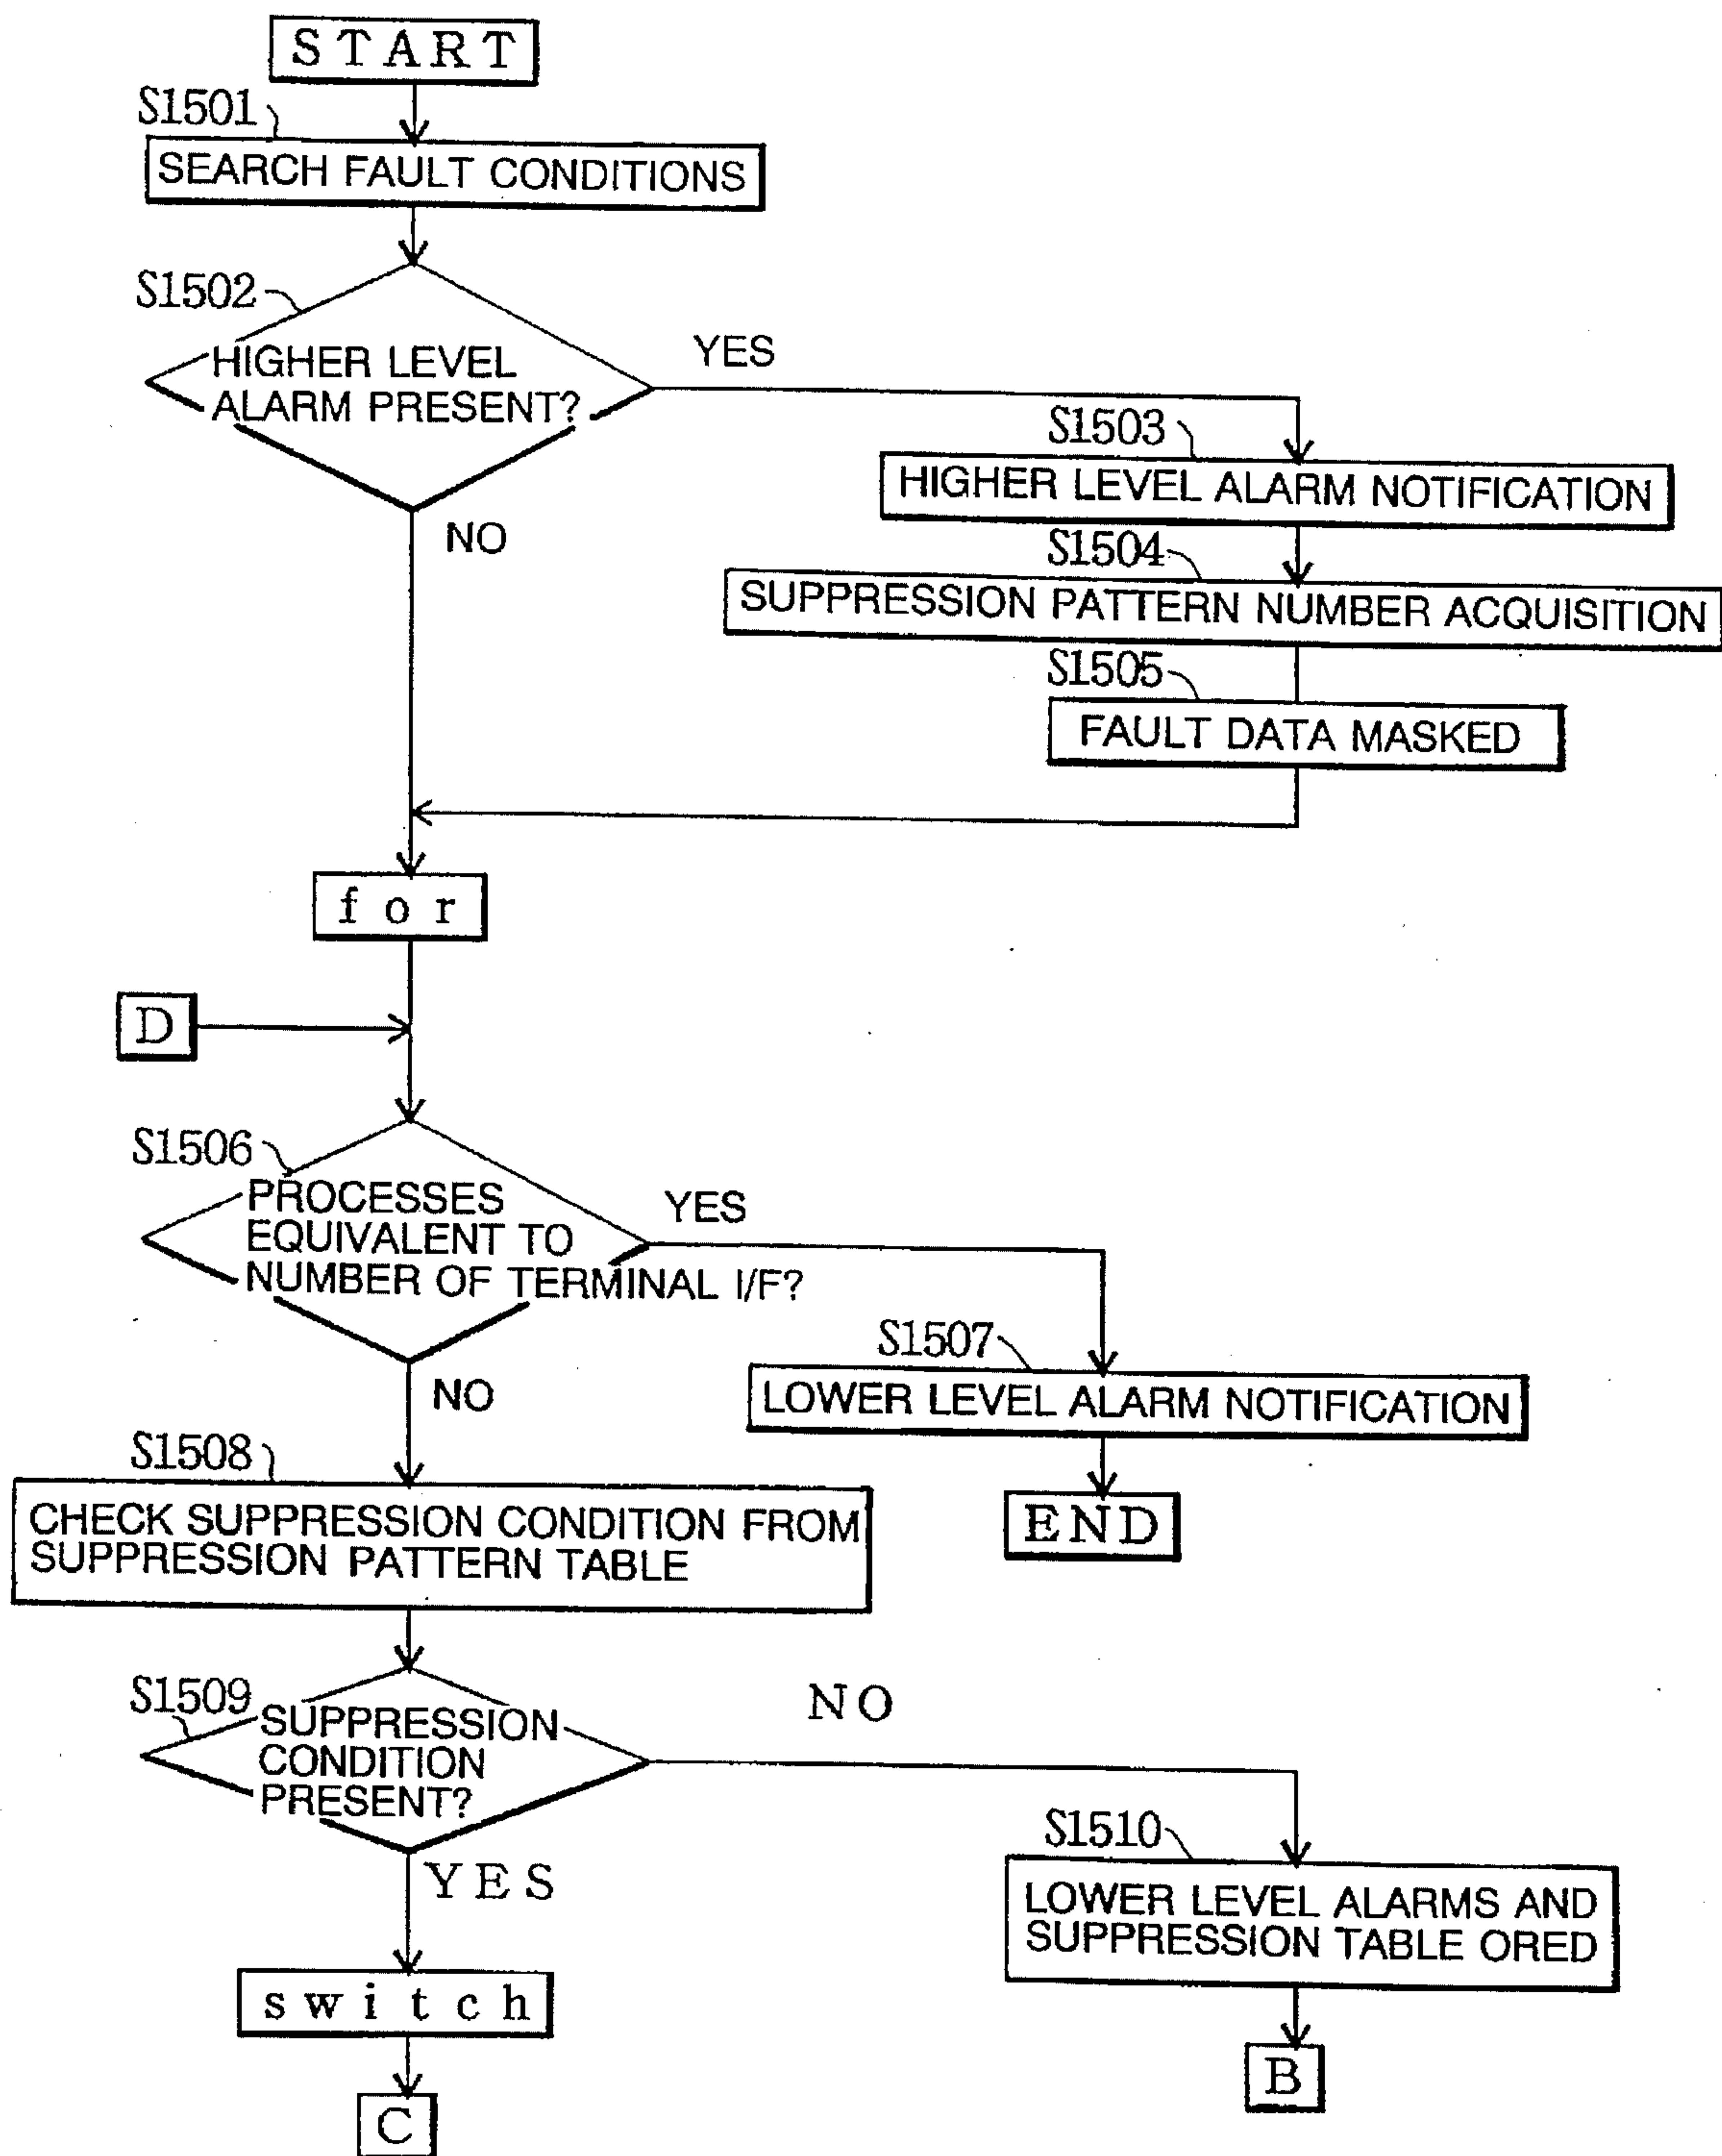 START
S1501
SEARCH FAULT CONDITIONS
S1502
HIGHER LEVEL
ALARM PRESENT?
YES
NO
S1503
HIGHER LEVEL ALARM NOTIFICATION
S1504
SUPPRESSION PATTERN NUMBER ACQUISITION
S1505
FAULT DATA MASKED
for
D
S1506
PROCESSES
EQUIVALENT TO
NUMBER OF TERMINAL I/F?
YES
NO
S1507
LOWER LEVEL ALARM NOTIFICATION
END
S1508
CHECK SUPPRESSION CONDITION FROM
SUPPRESSION PATTERN TABLE
S1509
SUPPRESSION
CONDITION
PRESENT?
NO
YES
S1510
LOWER LEVEL ALARMS AND
SUPPRESSION TABLE ORED
switch
B
C